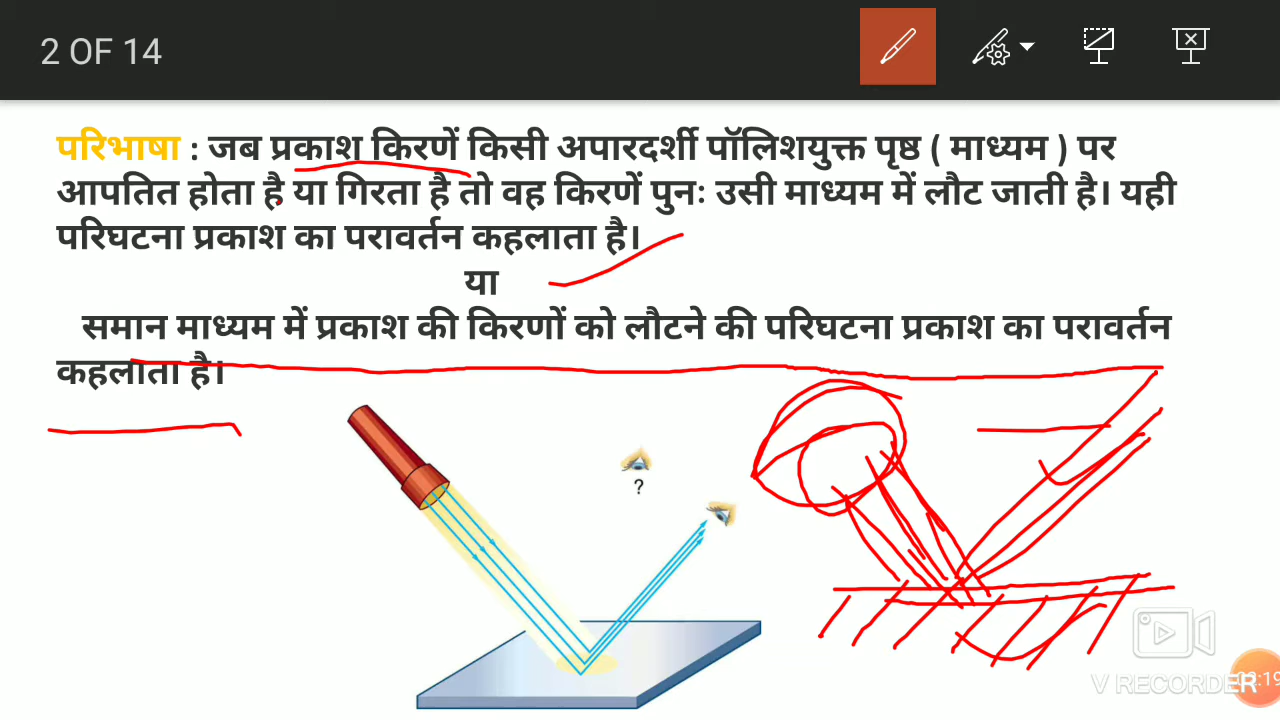 2 OF 14
परिभाषा : जब प्रकाश किरणें किसी अपारदर्शी पॉलिशयुक्त पृष्ठ ( माध्यम ) पर
आपतित होता है या गिरता है तो वह किरणें पुनः उसी माध्यम में लौट जाती है। यही
परिघटना प्रकाश का परावर्तन कहलाता है।
या
समान माध्यम में प्रकाश की किरणों को लौटने की परिघटना प्रकाश का परावर्तन
कहलाता है।
?
V RECORDER
02:19